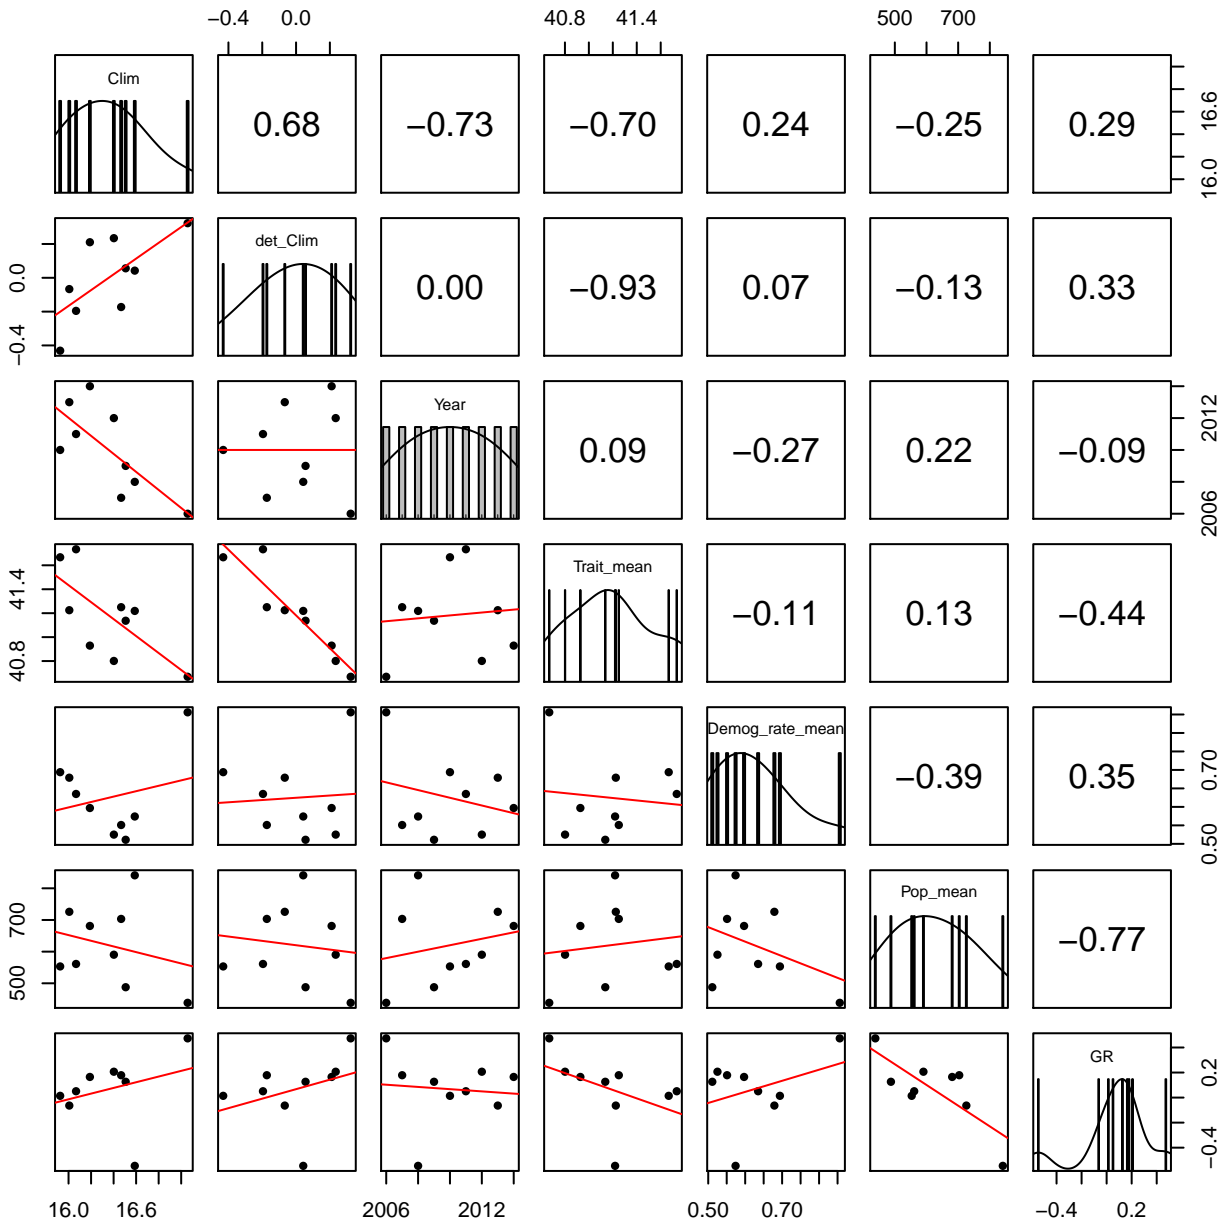 −0.4 0.0 40.8 41.4 500 700
Clim 0.68 −0.73 −0.70 0.24 −0.25 0.29 16.0 16.6
−0.4 0.0 det_Clim 0.00 −0.93 0.07 −0.13 0.33
Year 0.09 −0.27 0.22 −0.09 2006 2012
40.8 41.4 Trait_mean −0.11 0.13 −0.44
Demog_rate_mean −0.39 0.35 0.50 0.70
500 700 Pop_mean −0.77
GR −0.4 0.2
16.0 16.6 2006 2012 0.50 0.70 −0.4 0.2